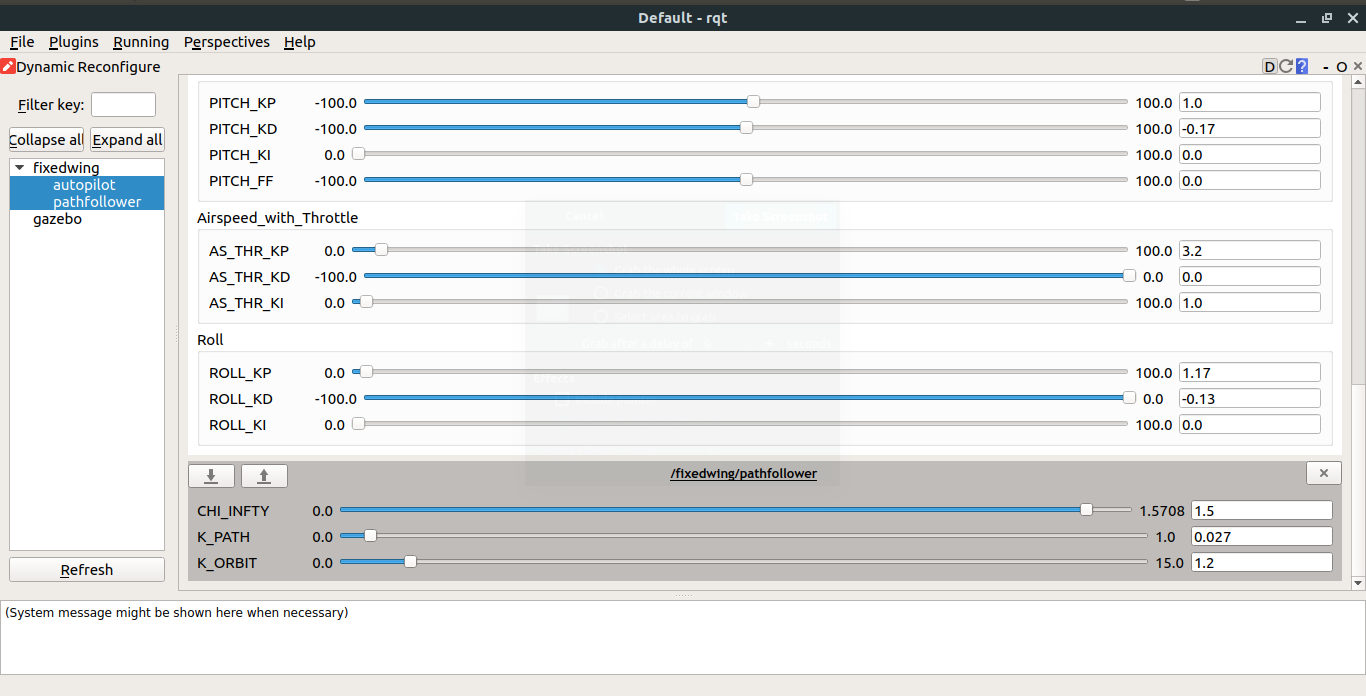 Default - rqt
File Plugins Running Perspectives Help
Dynamic Reconfigure D ? - O ×
Filter key:
Collapse all Expand all
fixedwing
autopilot
pathfollower
gazebo
Refresh
PITCH_KP -100.0 100.0 1.0
PITCH_KD -100.0 100.0 -0.17
PITCH_KI 0.0 100.0 0.0
PITCH_FF -100.0 100.0 0.0
Airspeed_with_Throttle
AS_THR_KP 0.0 100.0 3.2
AS_THR_KD -100.0 0.0 0.0
AS_THR_KI 0.0 100.0 1.0
Roll
ROLL_KP 0.0 100.0 1.17
ROLL_KD -100.0 0.0 -0.13
ROLL_KI 0.0 100.0 0.0
/fixedwing/pathfollower
CHI_INFTY 0.0 1.5708 1.5
K_PATH 0.0 1.0 0.027
K_ORBIT 0.0 15.0 1.2
(System message might be shown here when necessary)